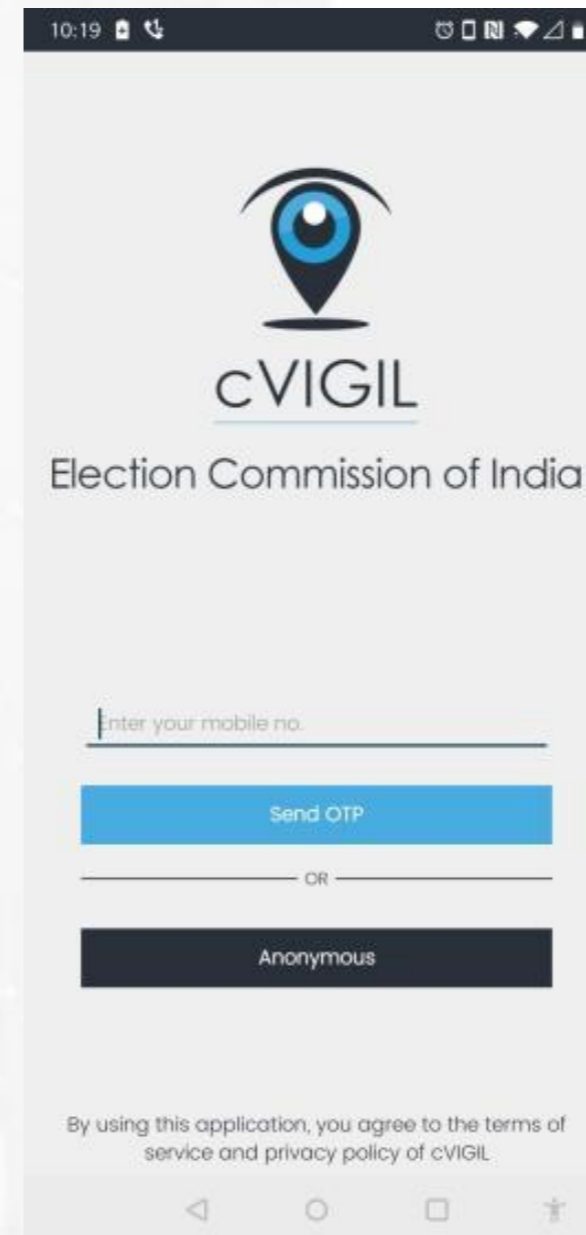 10:19
cVIGIL
Election Commission of India
Enter your mobile no.
Send OTP
OR
Anonymous
By using this application, you agree to the terms of
service and privacy policy of cVIGIL